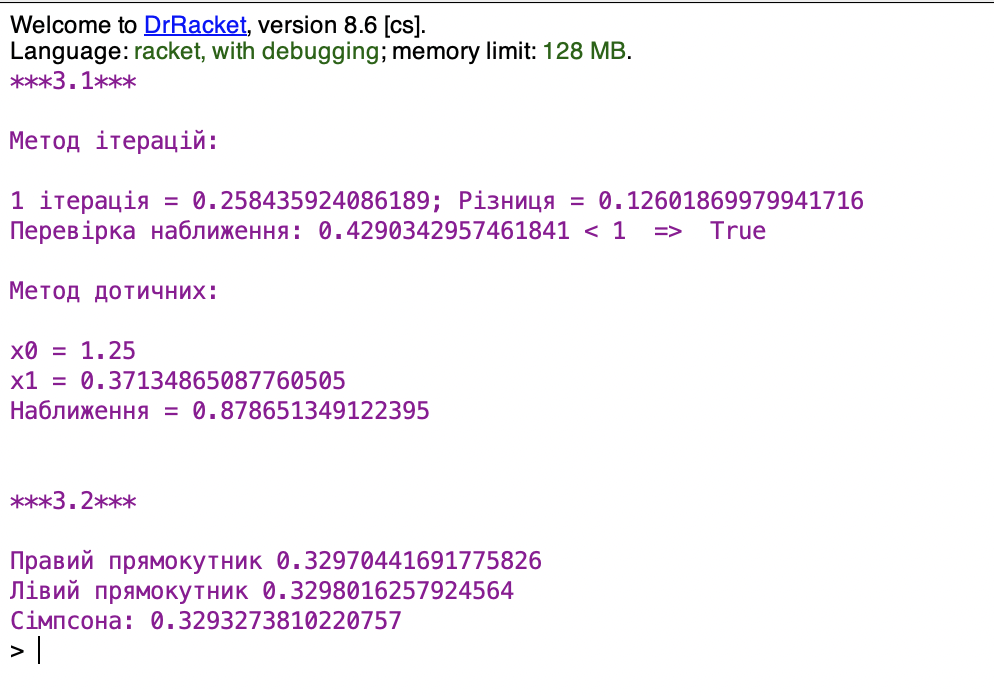 Welcome to DrRacket, version 8.6 [cs].
Language: racket, with debugging; memory limit: 128 MB.
***3.1***
Метод ітерацій:
1 ітерація = 0.258435924086189; Різниця = 0.12601869979941716
Перевірка наближення: 0.4290342957461841 < 1  =>  True
Метод дотичних:
x0 = 1.25
x1 = 0.37134865087760505
Наближення = 0.878651349122395
***3.2***
Правий прямокутник 0.32970441691775826
Лівий прямокутник 0.3298016257924564
Сімпсона: 0.3293273810220757
>